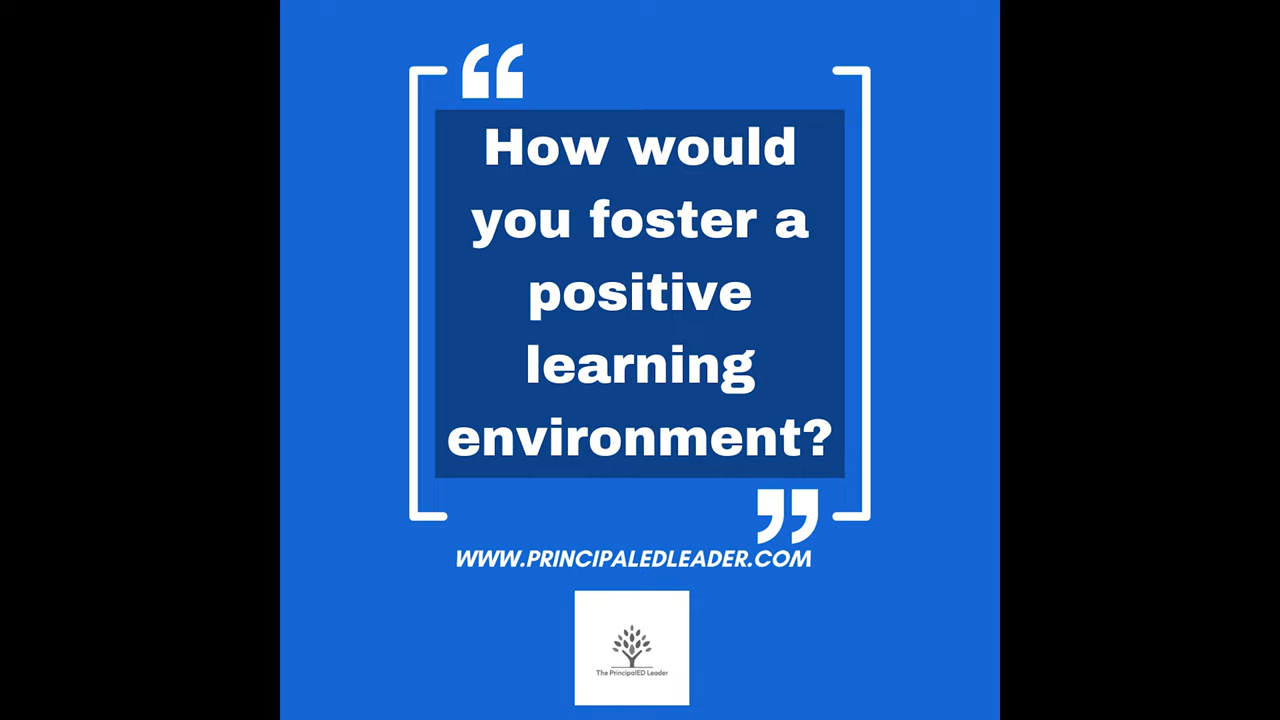 “
How would
you foster a
positive
learning
environment?
”
WWW.PRINCIPALEDLEADER.COM
The PrincipalED Leader